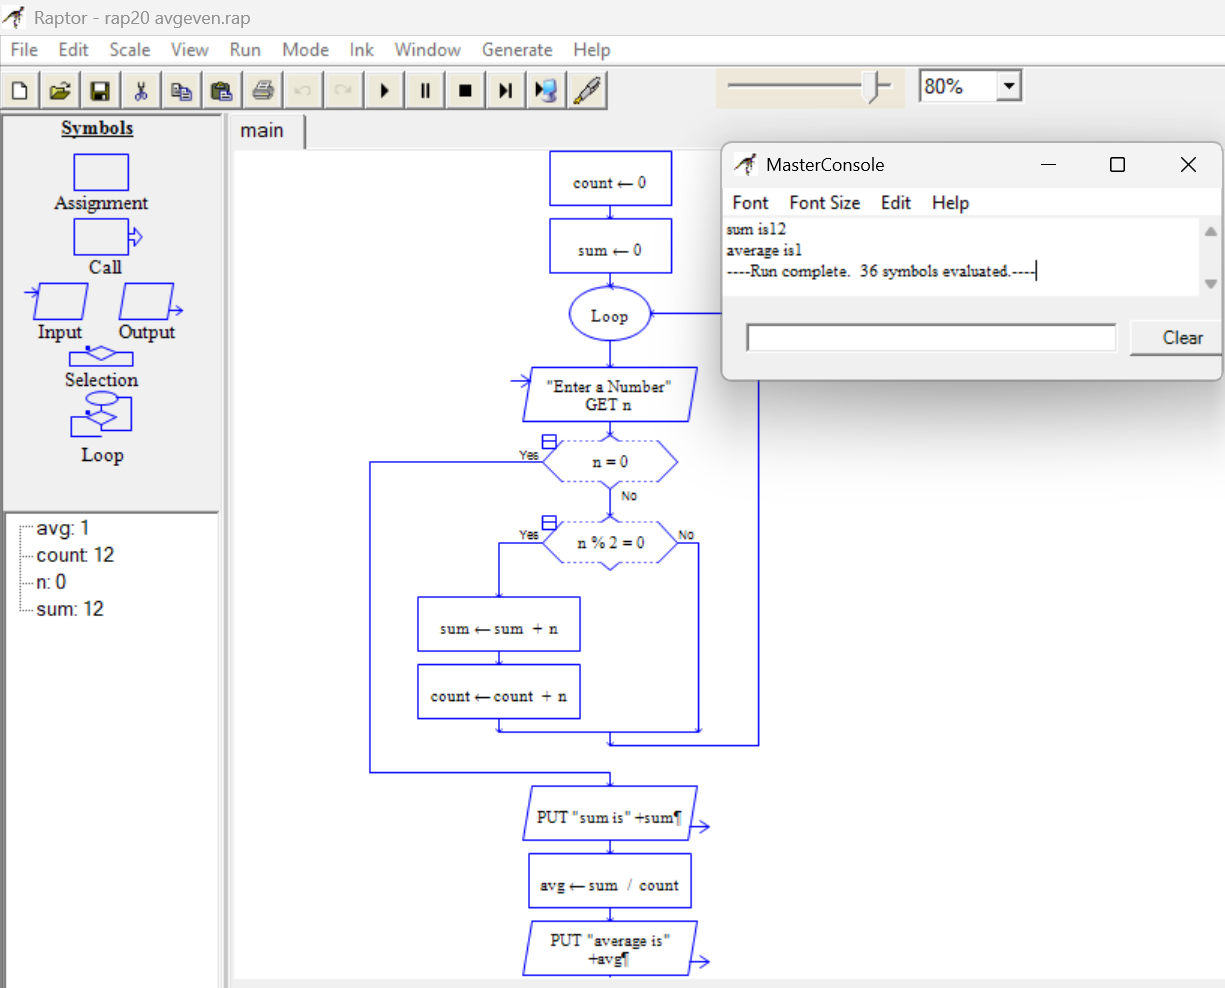 Raptor - rap20 avgeven.rap
File Edit Scale View Run Mode Ink Window Generate Help
80%
Symbols
Assignment
Call
Input Output
Selection
Loop
avg: 1
count: 12
n: 0
sum: 12
main
count ← 0
sum ← 0
Loop
"Enter a Number"
GET n
Yes
n = 0
No
Yes
n % 2 = 0
No
sum ← sum + n
count ← count + n
PUT "sum is" +sum¶
avg ← sum / count
PUT "average is"
+avg¶
MasterConsole
Font Font Size Edit Help
sum is12
average is1
----Run complete. 36 symbols evaluated.----
Clear